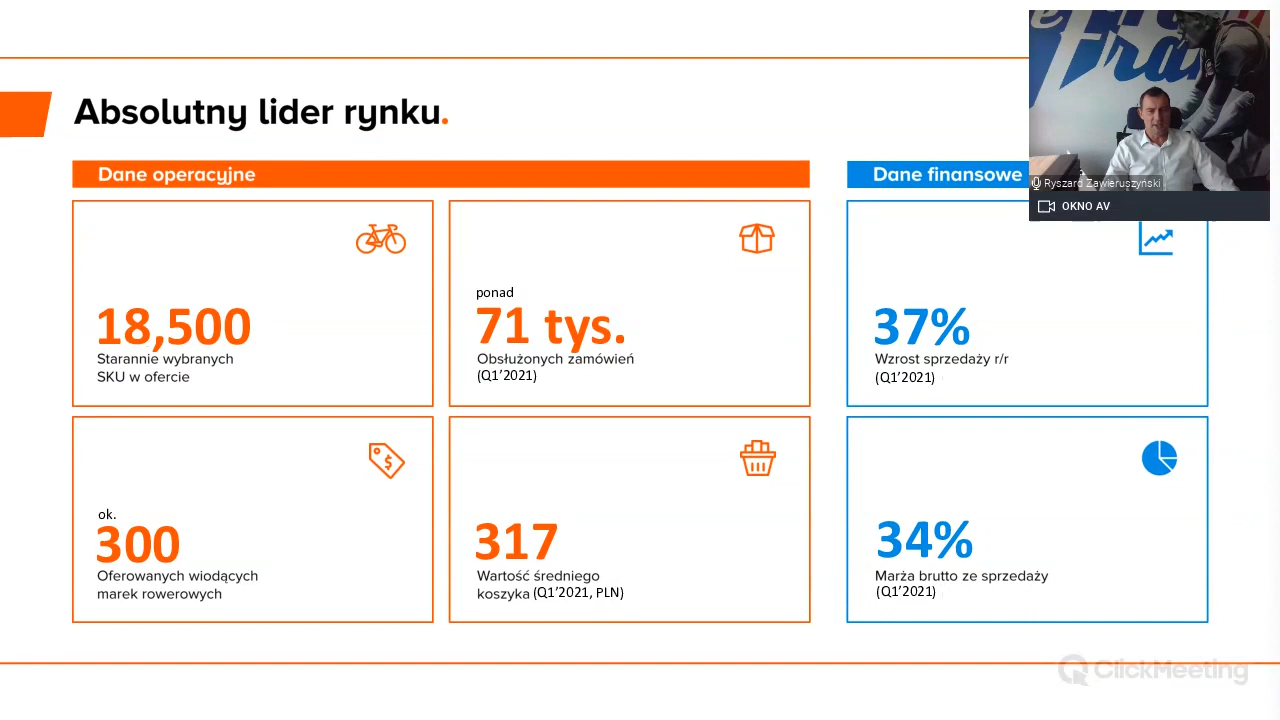 Absolutny lider rynku.
Dane operacyjne
Dane finansowe
Ryszard Zawieruszyński
OKNO AV
18,500
Starannie wybranych
SKU w ofercie
ponad
71 tys.
Obsłużonych zamówień
(Q1'2021)
37%
Wzrost sprzedaży r/r
(Q1'2021)
ok.
300
Oferowanych wiodących
marek rowerowych
317
Wartość średniego
koszyka (Q1'2021, PLN)
34%
Marża brutto ze sprzedaży
(Q1'2021)
ClickMeeting